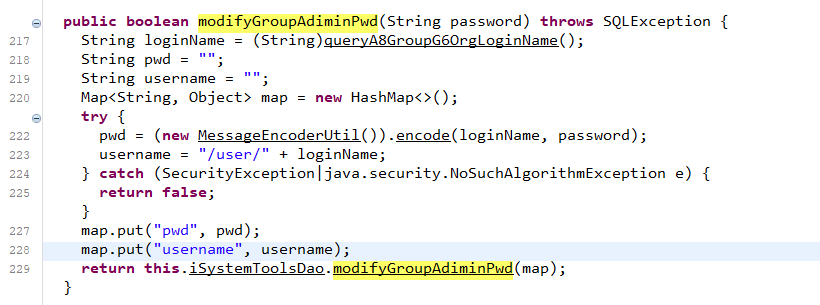 public boolean modifyGroupAdiminPwd(String password) throws SQLException {
217 String loginName = (String)queryA8GroupG6OrgLoginName();
218 String pwd = "";
219 String username = "";
220 Map<String, Object> map = new HashMap<>();
try {
222 pwd = (new MessageEncoderUtil()).encode(loginName, password);
223 username = "/user/" + loginName;
224 } catch (SecurityException|java.security.NoSuchAlgorithmException e) {
225 return false;
}
227 map.put("pwd", pwd);
228 map.put("username", username);
229 return this.iSystemToolsDao.modifyGroupAdiminPwd(map);
}